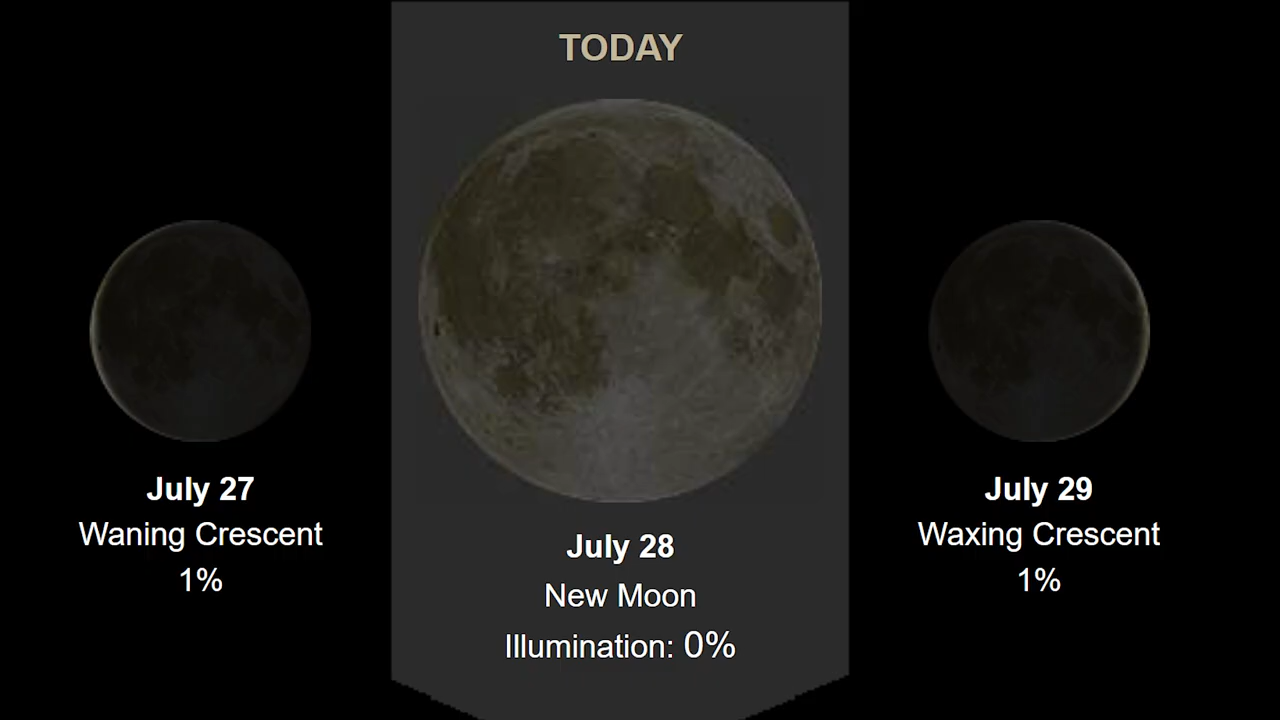 TODAY
July 27
Waning Crescent
1%
July 28
New Moon
Illumination: 0%
July 29
Waxing Crescent
1%